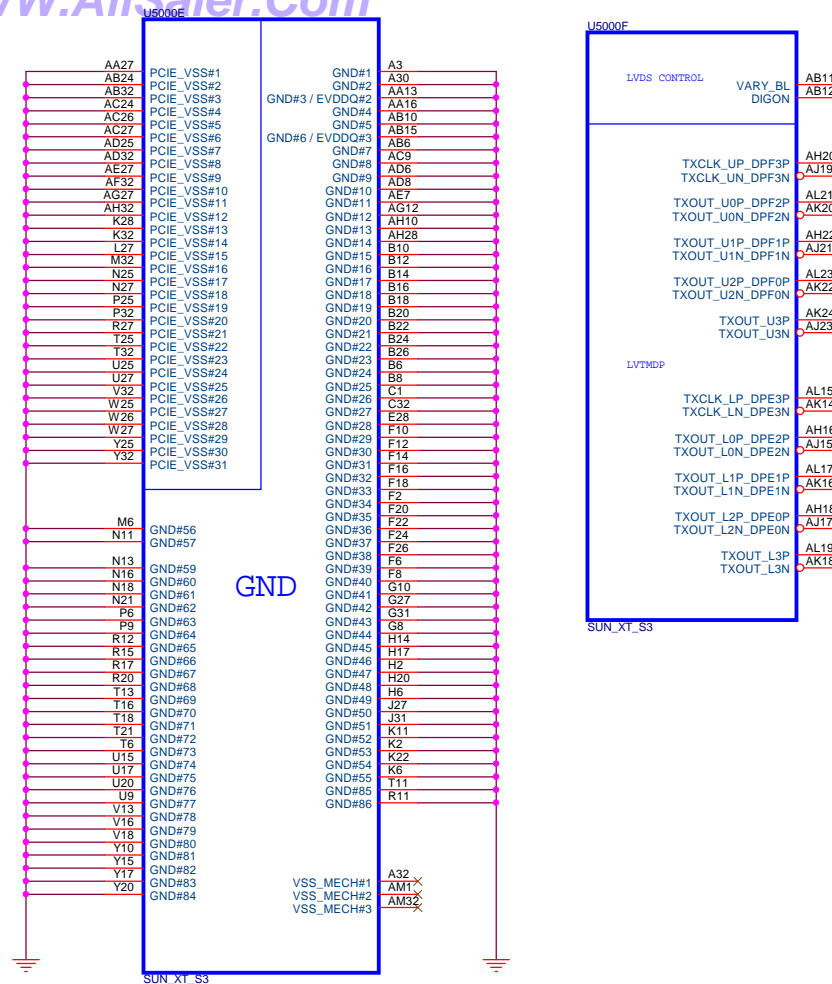 WW.AliSaler.Com
U5000E
AA27 PCIE_VSS#1
AB24 PCIE_VSS#2
AB32 PCIE_VSS#3
AC24 PCIE_VSS#4
AC26 PCIE_VSS#5
AC27 PCIE_VSS#6
AD25 PCIE_VSS#7
AD32 PCIE_VSS#8
AE27 PCIE_VSS#9
AF32 PCIE_VSS#10
AG27 PCIE_VSS#11
AH32 PCIE_VSS#12
K28 PCIE_VSS#13
K32 PCIE_VSS#14
L27 PCIE_VSS#15
M32 PCIE_VSS#16
N25 PCIE_VSS#17
N27 PCIE_VSS#18
P25 PCIE_VSS#19
P32 PCIE_VSS#20
R27 PCIE_VSS#21
T25 PCIE_VSS#22
T32 PCIE_VSS#23
U25 PCIE_VSS#24
U27 PCIE_VSS#25
V32 PCIE_VSS#26
W25 PCIE_VSS#27
W26 PCIE_VSS#28
W27 PCIE_VSS#29
Y25 PCIE_VSS#30
Y32 PCIE_VSS#31
M6 GND#56
N11 GND#57
N13 GND#59
N16 GND#60
N18 GND#61
N21 GND#62
P6 GND#63
P9 GND#64
R12 GND#65
R15 GND#66
R17 GND#67
R20 GND#68
T13 GND#69
T16 GND#70
T18 GND#71
T21 GND#72
T6 GND#73
U15 GND#74
U17 GND#75
U20 GND#76
U9 GND#77
V13 GND#78
V16 GND#79
V18 GND#80
Y10 GND#81
Y15 GND#82
Y17 GND#83
Y20 GND#84
GND
GND#1 A3
GND#2 A30
GND#3 / EVDDQ#2 AA13
GND#4 AA16
GND#5 AB10
GND#6 / EVDDQ#3 AB15
GND#7 AB6
GND#8 AC9
GND#9 AD6
GND#10 AD8
GND#11 AE7
GND#12 AG12
GND#13 AH10
GND#14 AH28
GND#15 B10
GND#16 B12
GND#17 B14
GND#18 B16
GND#19 B18
GND#20 B20
GND#21 B22
GND#22 B24
GND#23 B26
GND#24 B6
GND#25 B8
GND#26 C1
GND#27 C32
GND#28 E28
GND#29 F10
GND#30 F12
GND#31 F14
GND#32 F16
GND#33 F18
GND#34 F2
GND#35 F20
GND#36 F22
GND#37 F24
GND#38 F26
GND#39 F6
GND#40 F8
GND#41 G10
GND#42 G27
GND#43 G31
GND#44 G8
GND#45 H14
GND#46 H17
GND#47 H2
GND#48 H20
GND#49 H6
GND#50 J27
GND#51 J31
GND#52 K11
GND#53 K2
GND#54 K22
GND#55 K6
GND#85 T11
GND#86 R11
VSS_MECH#1 A32
VSS_MECH#2 AM1
VSS_MECH#3 AM32
SUN_XT_S3
U5000F
LVDS CONTROL
VARY_BL AB11
DIGON AB12
TXCLK_UP_DPF3P AH20
TXCLK_UN_DPF3N AJ19
TXOUT_U0P_DPF2P AL21
TXOUT_U0N_DPF2N AK20
TXOUT_U1P_DPF1P AH22
TXOUT_U1N_DPF1N AJ21
TXOUT_U2P_DPF0P AL23
TXOUT_U2N_DPF0N AK22
TXOUT_U3P AK24
TXOUT_U3N AJ23
LVTMDP
TXCLK_LP_DPE3P AL15
TXCLK_LN_DPE3N AK14
TXOUT_L0P_DPE2P AH16
TXOUT_L0N_DPE2N AJ15
TXOUT_L1P_DPE1P AL17
TXOUT_L1N_DPE1N AK16
TXOUT_L2P_DPE0P AH18
TXOUT_L2N_DPE0N AJ17
TXOUT_L3P AL19
TXOUT_L3N AK18
SUN_XT_S3